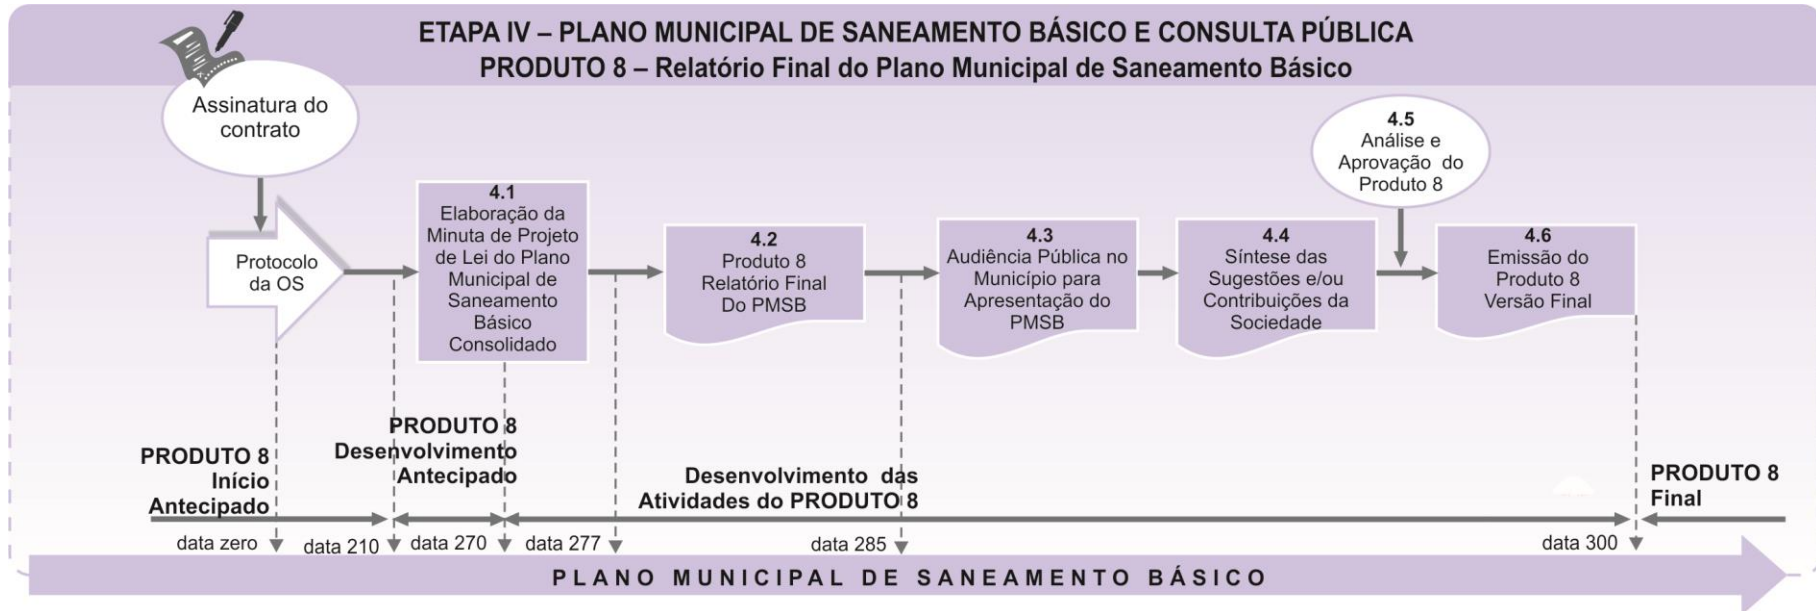 ETAPA IV – PLANO MUNICIPAL DE SANEAMENTO BÁSICO E CONSULTA PÚBLICA
PRODUTO 8 – Relatório Final do Plano Municipal de Saneamento Básico
Assinatura do
contrato
Protocolo
da OS
4.1
Elaboração da
Minuta de Projeto
de Lei do Plano
Municipal de
Saneamento
Básico
Consolidado
4.2
Produto 8
Relatório Final
Do PMSB
4.3
Audiência Pública no
Município para
Apresentação do
PMSB
4.4
Síntese das
Sugestões e/ou
Contribuições da
Sociedade
4.5
Análise e
Aprovação do
Produto 8
4.6
Emissão do
Produto 8
Versão Final
PRODUTO 8
Início
Antecipado
PRODUTO 8
Desenvolvimento
Antecipado
Desenvolvimento das
Atividades do PRODUTO 8
PRODUTO 8
Final
data zero
data 210
data 270
data 277
data 285
data 300
PLANO MUNICIPAL DE SANEAMENTO BÁSICO